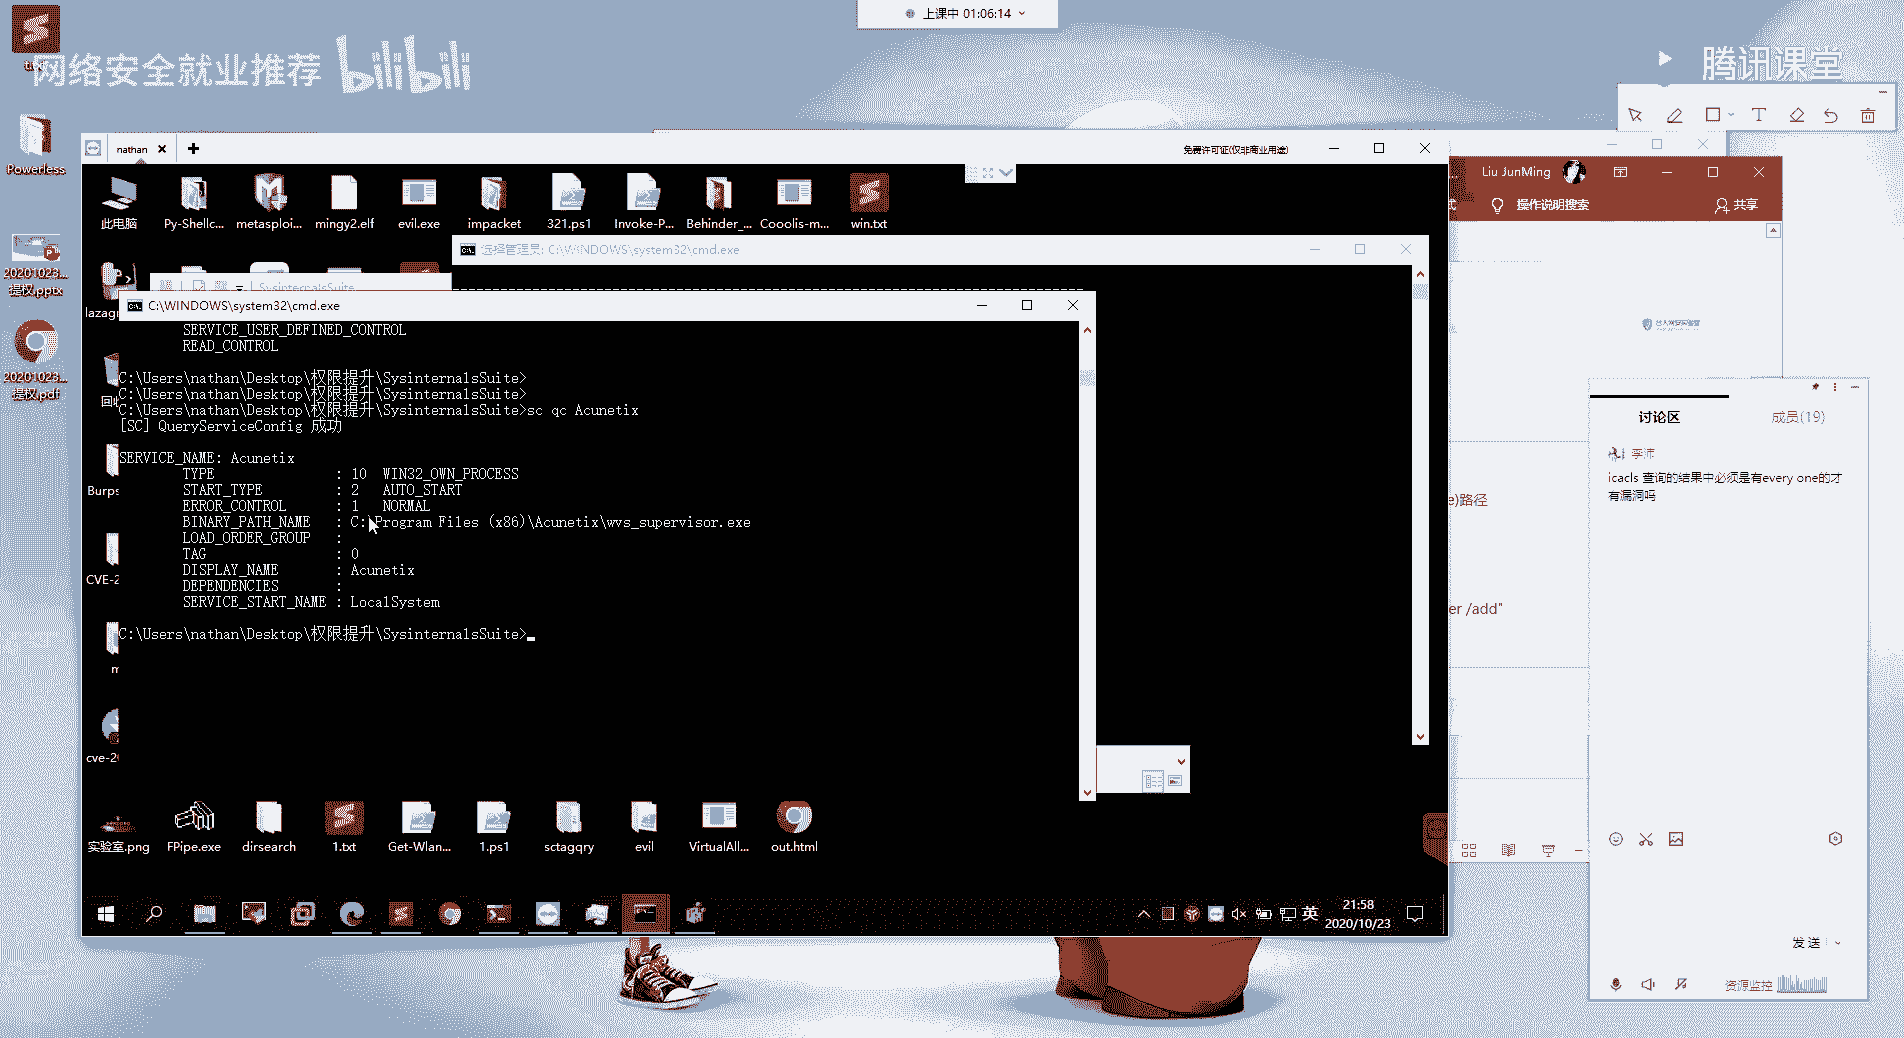 上课中 01:06:14
网络安全就业推荐 bilibili
腾讯课堂
Powerless
20201023...
提权.pptx
20201023...
提权.pdf
nathan
免费许可证(仅非商业用途)
此电脑
Py-Shellc...
metasploi...
mingy2.elf
evil.exe
impacket
321.ps1
Invoke-P...
Behinder_...
Cooolis-m...
win.txt
选择管理员: C:\WINDOWS\system32\cmd.exe
SysinternalsSuite
C:\WINDOWS\system32\cmd.exe
SERVICE_USER_DEFINED_CONTROL
READ_CONTROL
C:\Users\nathan\Desktop\权限提升\SysinternalsSuite>
C:\Users\nathan\Desktop\权限提升\SysinternalsSuite>
C:\Users\nathan\Desktop\权限提升\SysinternalsSuite>sc qc Acunetix
[SC] QueryServiceConfig 成功
SERVICE_NAME: Acunetix
TYPE : 10 WIN32_OWN_PROCESS
START_TYPE : 2 AUTO_START
ERROR_CONTROL : 1 NORMAL
BINARY_PATH_NAME : C:\Program Files (x86)\Acunetix\wvs_supervisor.exe
LOAD_ORDER_GROUP :
TAG : 0
DISPLAY_NAME : Acunetix
DEPENDENCIES :
SERVICE_START_NAME : LocalSystem
C:\Users\nathan\Desktop\权限提升\SysinternalsSuite>
lazag
回收
Burps
CVE-2
m
cve-20
实验室.png
FPipe.exe
dirsearch
1.txt
Get-Wlan...
1.ps1
sctagqry
evil
VirtualAll...
out.html
英
21:58
2020/10/23
Liu JunMing
操作说明搜索
共享
e)路径
er /add"
讨论区
成员(19)
李沛
icacls 查询的结果中必须是有every one的才
有漏洞吗
发送
资源监控